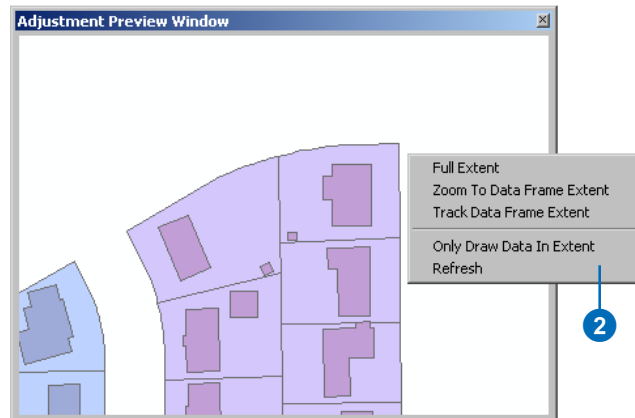 Adjustment Preview Window
Full Extent
Zoom To Data Frame Extent
Track Data Frame Extent
Only Draw Data In Extent
Refresh
2